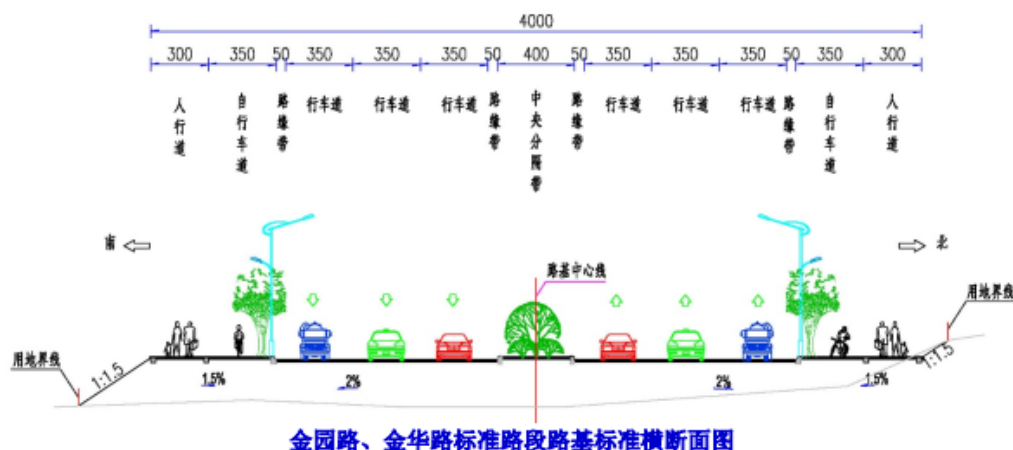 4000
300 350 50 350 350 350 50 400 50 350 350 350 50 350 300
人行道 自行车道 路缘带 行车道 行车道 行车道 路缘带 中央分隔带 路缘带 行车道 行车道 行车道 路缘带 自行车道 人行道
南 北
路基中心线
用地界线
用地界线
1:1.5 1:1.5
1.5% 2% 2% 1.5%
金园路、金华路标准路段路基标准横断面图